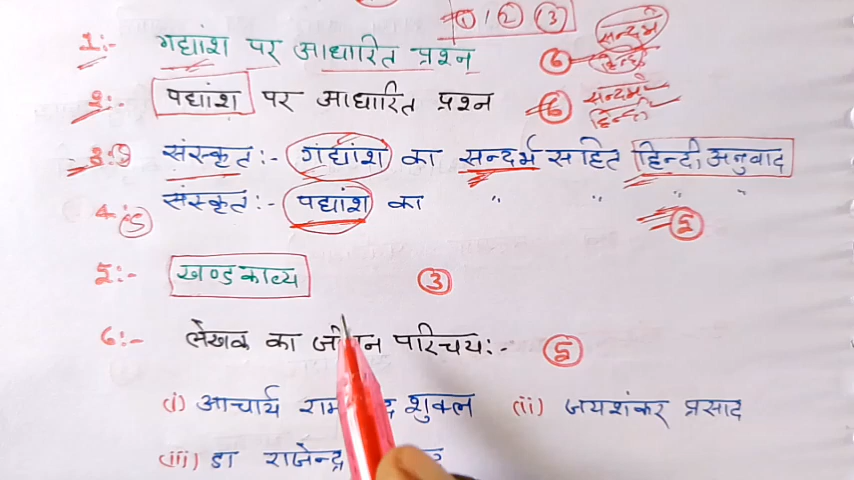 ① / ② ③
1:- गद्यांश पर आधारित प्रश्न ⑥ सन्दर्भ हिन्दी
2:- पद्यांश पर आधारित प्रश्न ⑥ सन्दर्भ हिन्दी
3:- संस्कृत:- गद्यांश का सन्दर्भ सहित हिन्दी अनुवाद
4:- संस्कृत:- पद्यांश का " " " ⑤
5:- खण्डकाव्य ③
6:- लेखक का जीवन परिचय:- ⑤
(i) आचार्य शुक्ल (ii) जयशंकर प्रसाद
(iii) डा राजेन्द्र